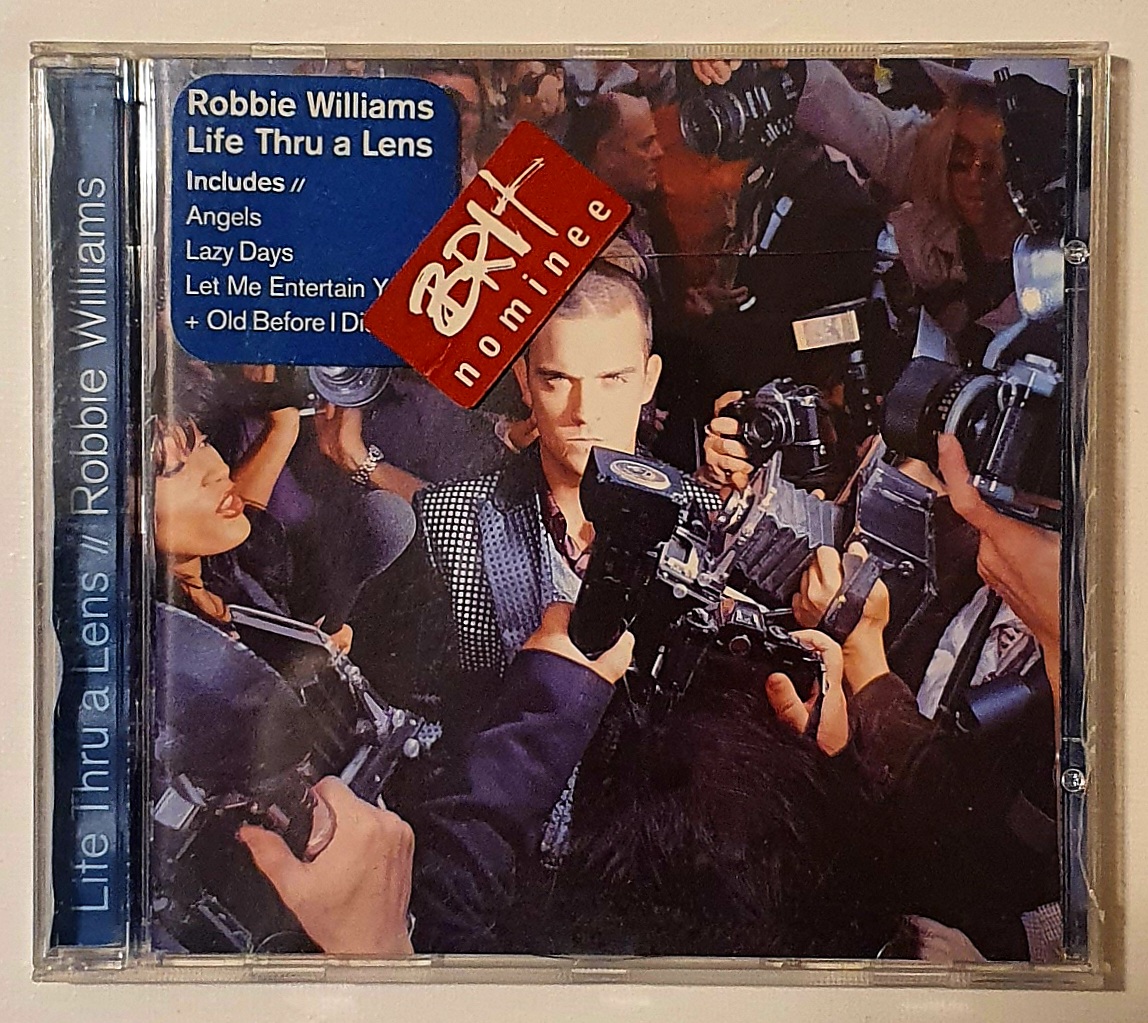 Robbie Williams
Life Thru a Lens
Includes //
Angels
Lazy Days
Let Me Entertain Y
+ Old Before I Di
BRIT
nominee
Life Thru a Lens // Robbie Williams